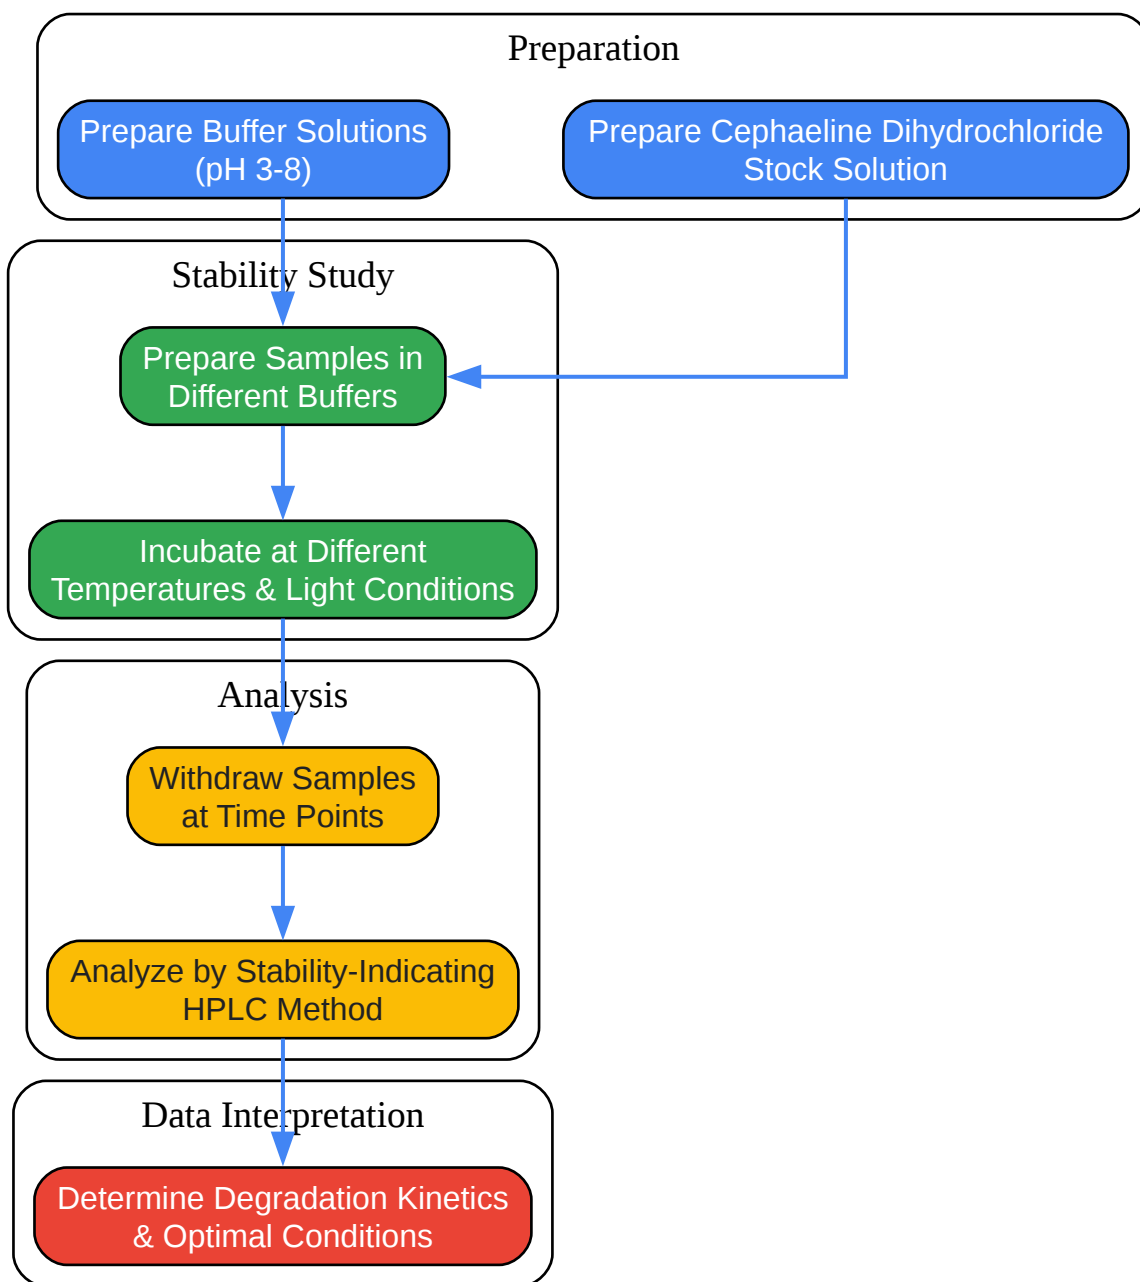 Preparation
Prepare Buffer Solutions
(pH 3-8)
Prepare Cephaeline Dihydrochloride
Stock Solution
Stability Study
Prepare Samples in
Different Buffers
Incubate at Different
Temperatures & Light Conditions
Analysis
Withdraw Samples
at Time Points
Analyze by Stability-Indicating
HPLC Method
Data Interpretation
Determine Degradation Kinetics
& Optimal Conditions